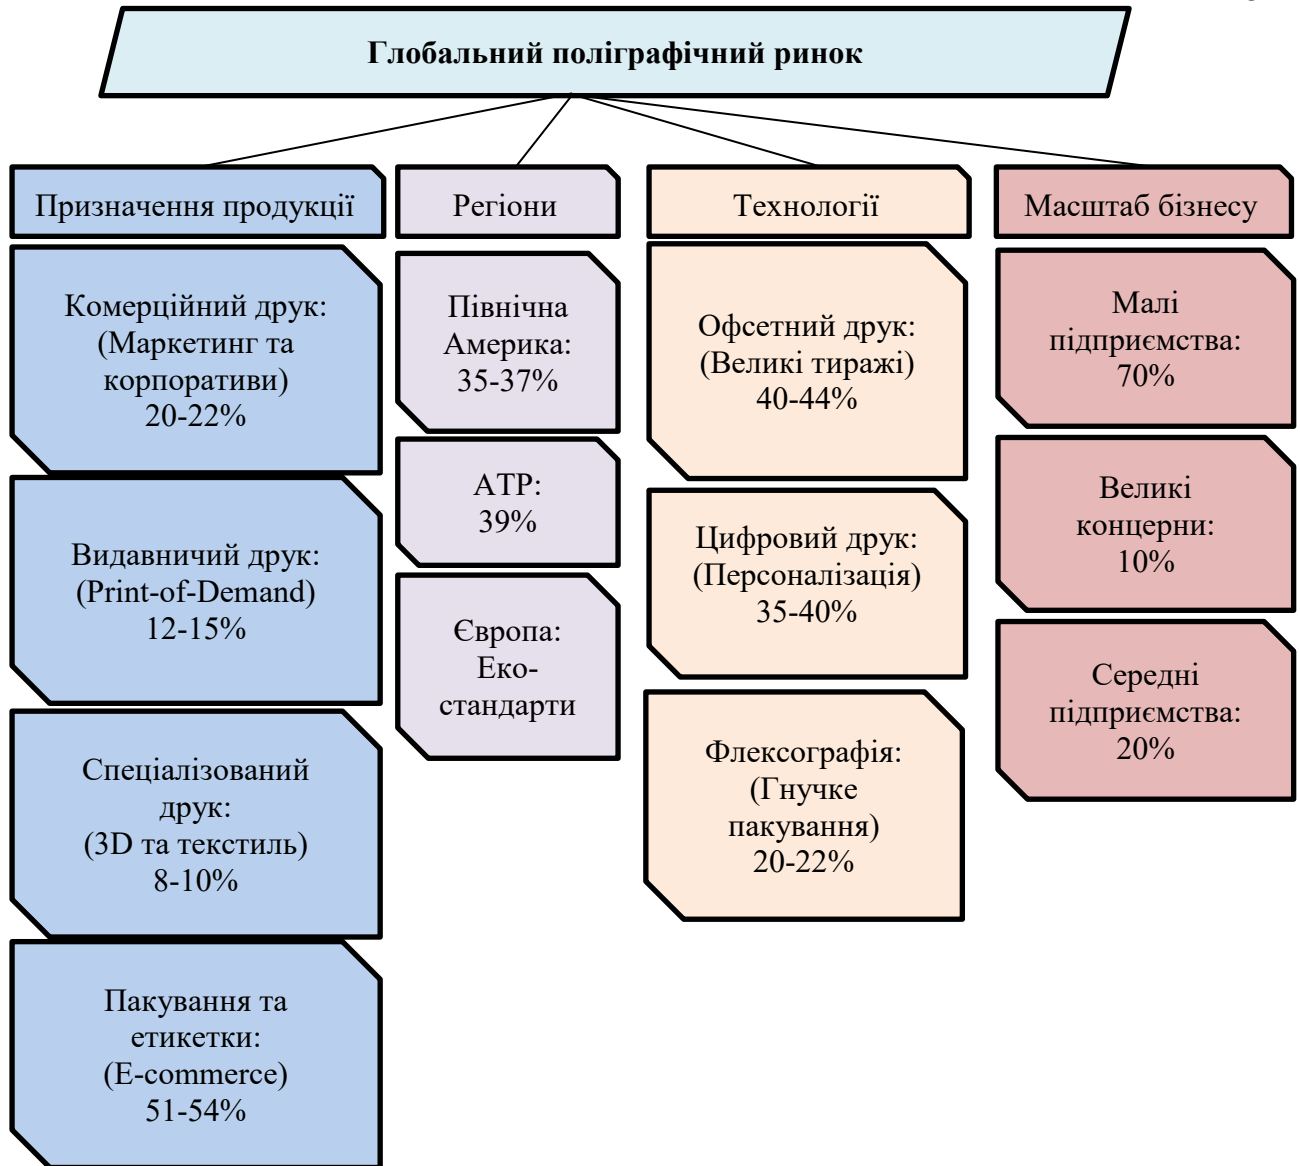 Глобальний поліграфічний ринок
Призначення продукції
Комерційний друк:
(Маркетинг та
корпоративи)
20-22%
Видавничий друк:
(Print-of-Demand)
12-15%
Спеціалізований
друк:
(3D та текстиль)
8-10%
Пакування та
етикетки:
(E-commerce)
51-54%
Регіони
Північна
Америка:
35-37%
АТР:
39%
Європа:
Еко-
стандарти
Технології
Офсетний друк:
(Великі тиражі)
40-44%
Цифровий друк:
(Персоналізація)
35-40%
Флексографія:
(Гнучке
пакування)
20-22%
Масштаб бізнесу
Малі
підприємства:
70%
Великі
концерни:
10%
Середні
підприємства:
20%